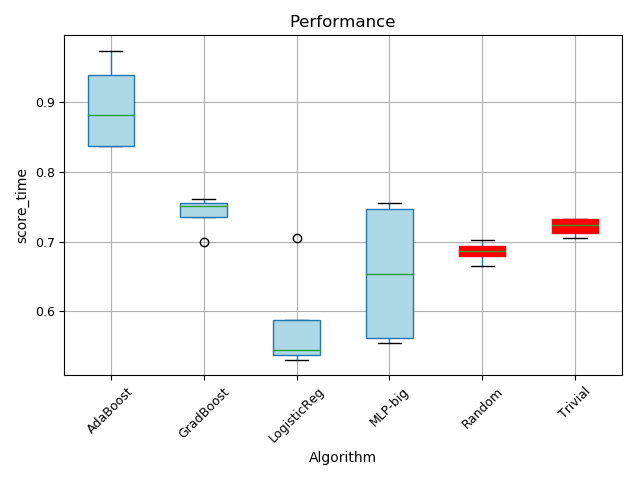 Performance
score_time
0.9
0.8
0.7
0.6
AdaBoost
GradBoost
LogisticReg
MLP-big
Random
Trivial
Algorithm